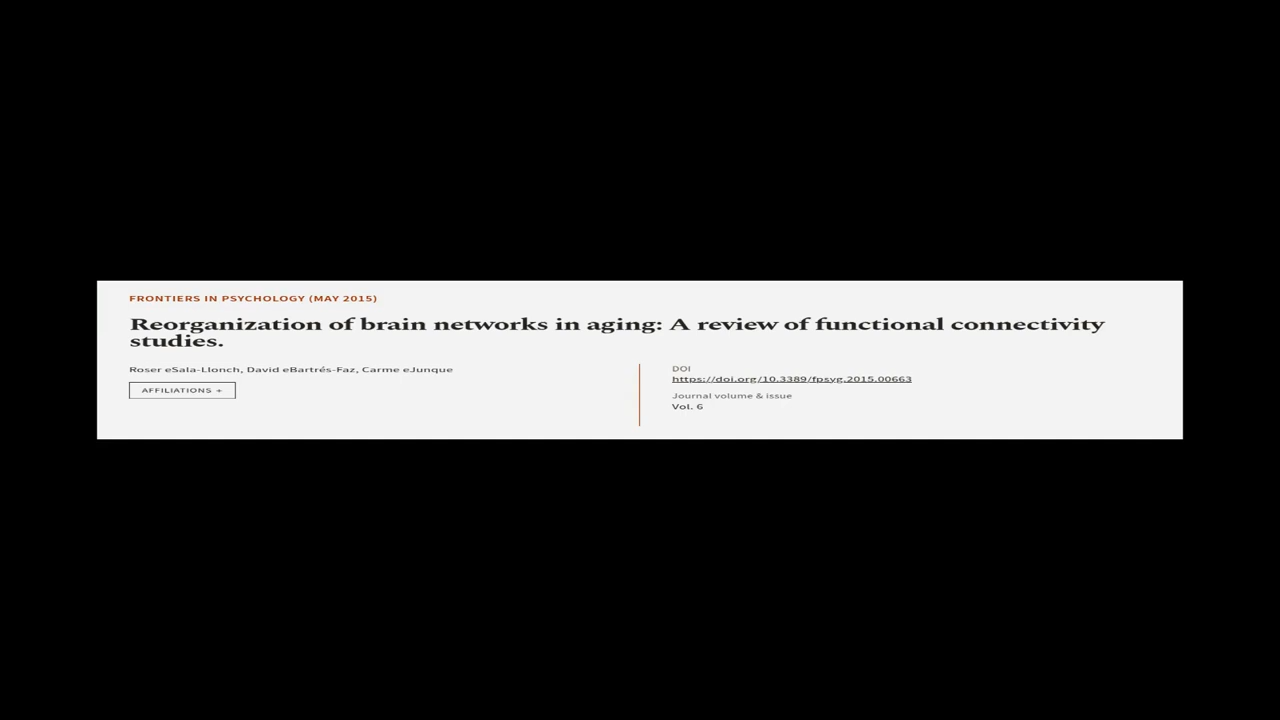 FRONTIERS IN PSYCHOLOGY (MAY 2015)
Reorganization of brain networks in aging: A review of functional connectivity
studies.
Roser eSala-Llonch, David eBartrés-Faz, Carme eJunque
AFFILIATIONS +
DOI
https://doi.org/10.3389/fpsyg.2015.00663
Journal volume & issue
Vol. 6